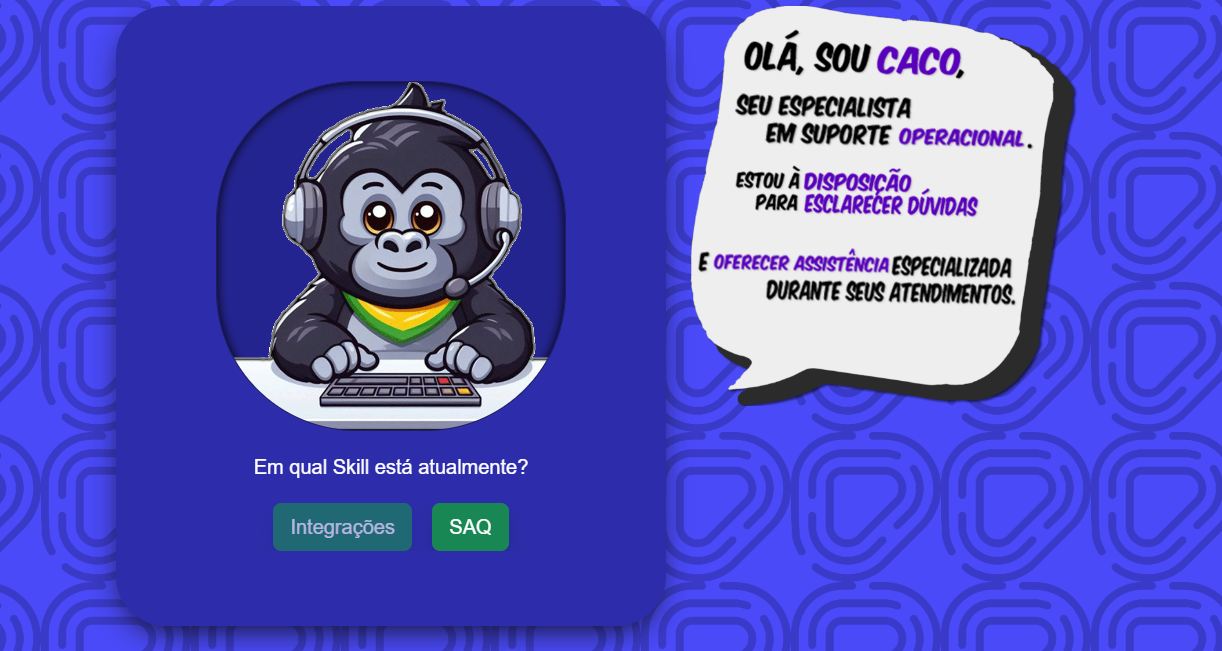 OLÁ, SOU CACO,
SEU ESPECIALISTA
EM SUPORTE OPERACIONAL.
ESTOU À DISPOSIÇÃO
PARA ESCLARECER DÚVIDAS
E OFERECER ASSISTÊNCIA ESPECIALIZADA
DURANTE SEUS ATENDIMENTOS.
Em qual Skill está atualmente?
Integrações
SAQ